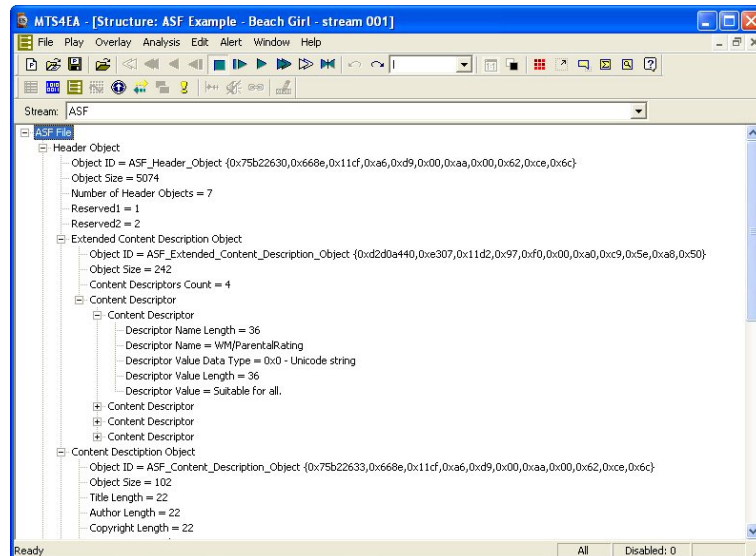 MTS4EA - [Structure: ASF Example - Beach Girl - stream 001]
File Play Overlay Analysis Edit Alert Window Help
Stream: ASF
ASF File
Header Object
Object ID = ASF_Header_Object {0x75b22630,0x668e,0x11cf,0xa6,0xd9,0x00,0xaa,0x00,0x62,0xce,0x6c}
Object Size = 5074
Number of Header Objects = 7
Reserved1 = 1
Reserved2 = 2
Extended Content Description Object
Object ID = ASF_Extended_Content_Description_Object {0xd2d0a440,0xe307,0x11d2,0x97,0xf0,0x00,0xa0,0xc9,0x5e,0xa8,0x50}
Object Size = 242
Content Descriptors Count = 4
Content Descriptor
Content Descriptor
Descriptor Name Length = 36
Descriptor Name = WM/ParentalRating
Descriptor Value Data Type = 0x0 - Unicode string
Descriptor Value Length = 36
Descriptor Value = Suitable for all.
Content Descriptor
Content Descriptor
Content Descriptor
Content Desctiption Object
Object ID = ASF_Content_Description_Object {0x75b22633,0x668e,0x11cf,0xa6,0xd9,0x00,0xaa,0x00,0x62,0xce,0x6c}
Object Size = 102
Title Length = 22
Author Length = 22
Copyright Length = 22
Ready All Disabled: 0